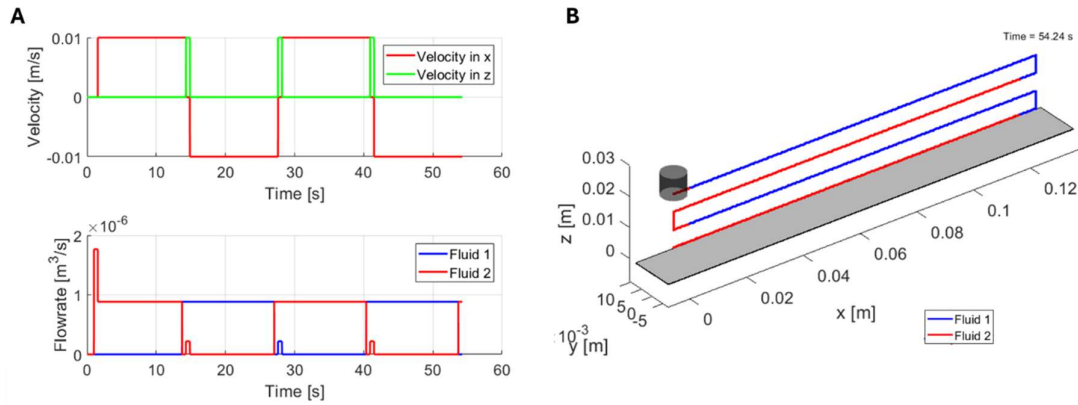 A
Velocity [m/s]
0.01
0
-0.01
Velocity in x
Velocity in z
0 10 20 30 40 50 60
Time [s]
×10⁻⁶
Flowrate [m³/s]
2
1
0
Fluid 1
Fluid 2
0 10 20 30 40 50 60
Time [s]
B
Time = 54.24 s
z [m]
0.03
0.02
0.01
0
10
5
0
-5
10⁻³
y [m]
0 0.02 0.04 0.06 0.08 0.1 0.12
x [m]
Fluid 1
Fluid 2